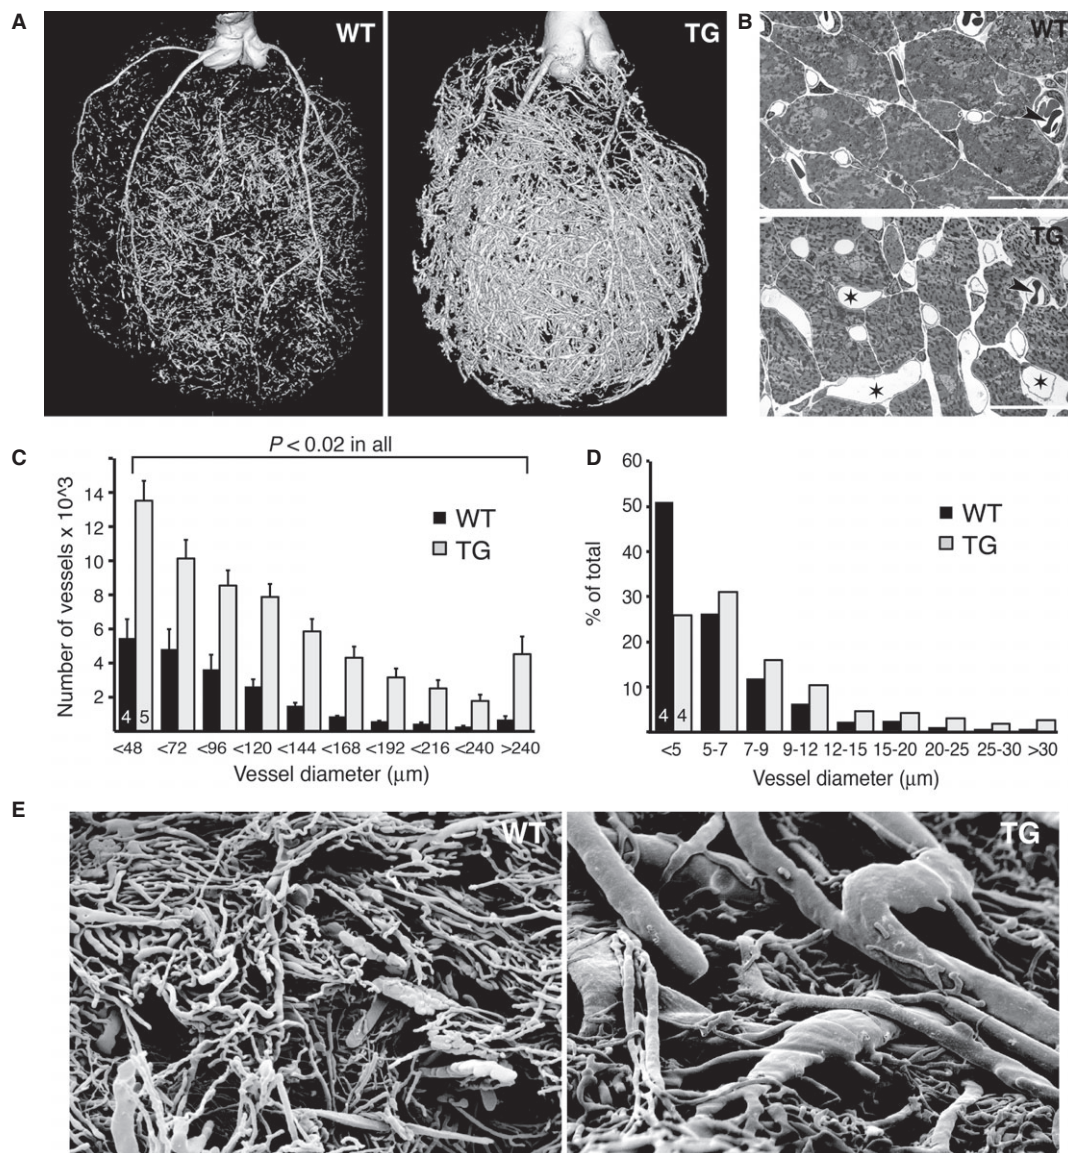 A
WT
TG
B
WT
TG
C
P < 0.02 in all
Number of vessels x 10^3
14
12
10
8
6
4
2
WT
TG
4
5
<48 <72 <96 <120 <144 <168 <192 <216 <240 >240
Vessel diameter (μm)
D
% of total
60
50
40
30
20
10
WT
TG
4
4
<5 5-7 7-9 9-12 12-15 15-20 20-25 25-30 >30
Vessel diameter (μm)
E
WT
TG